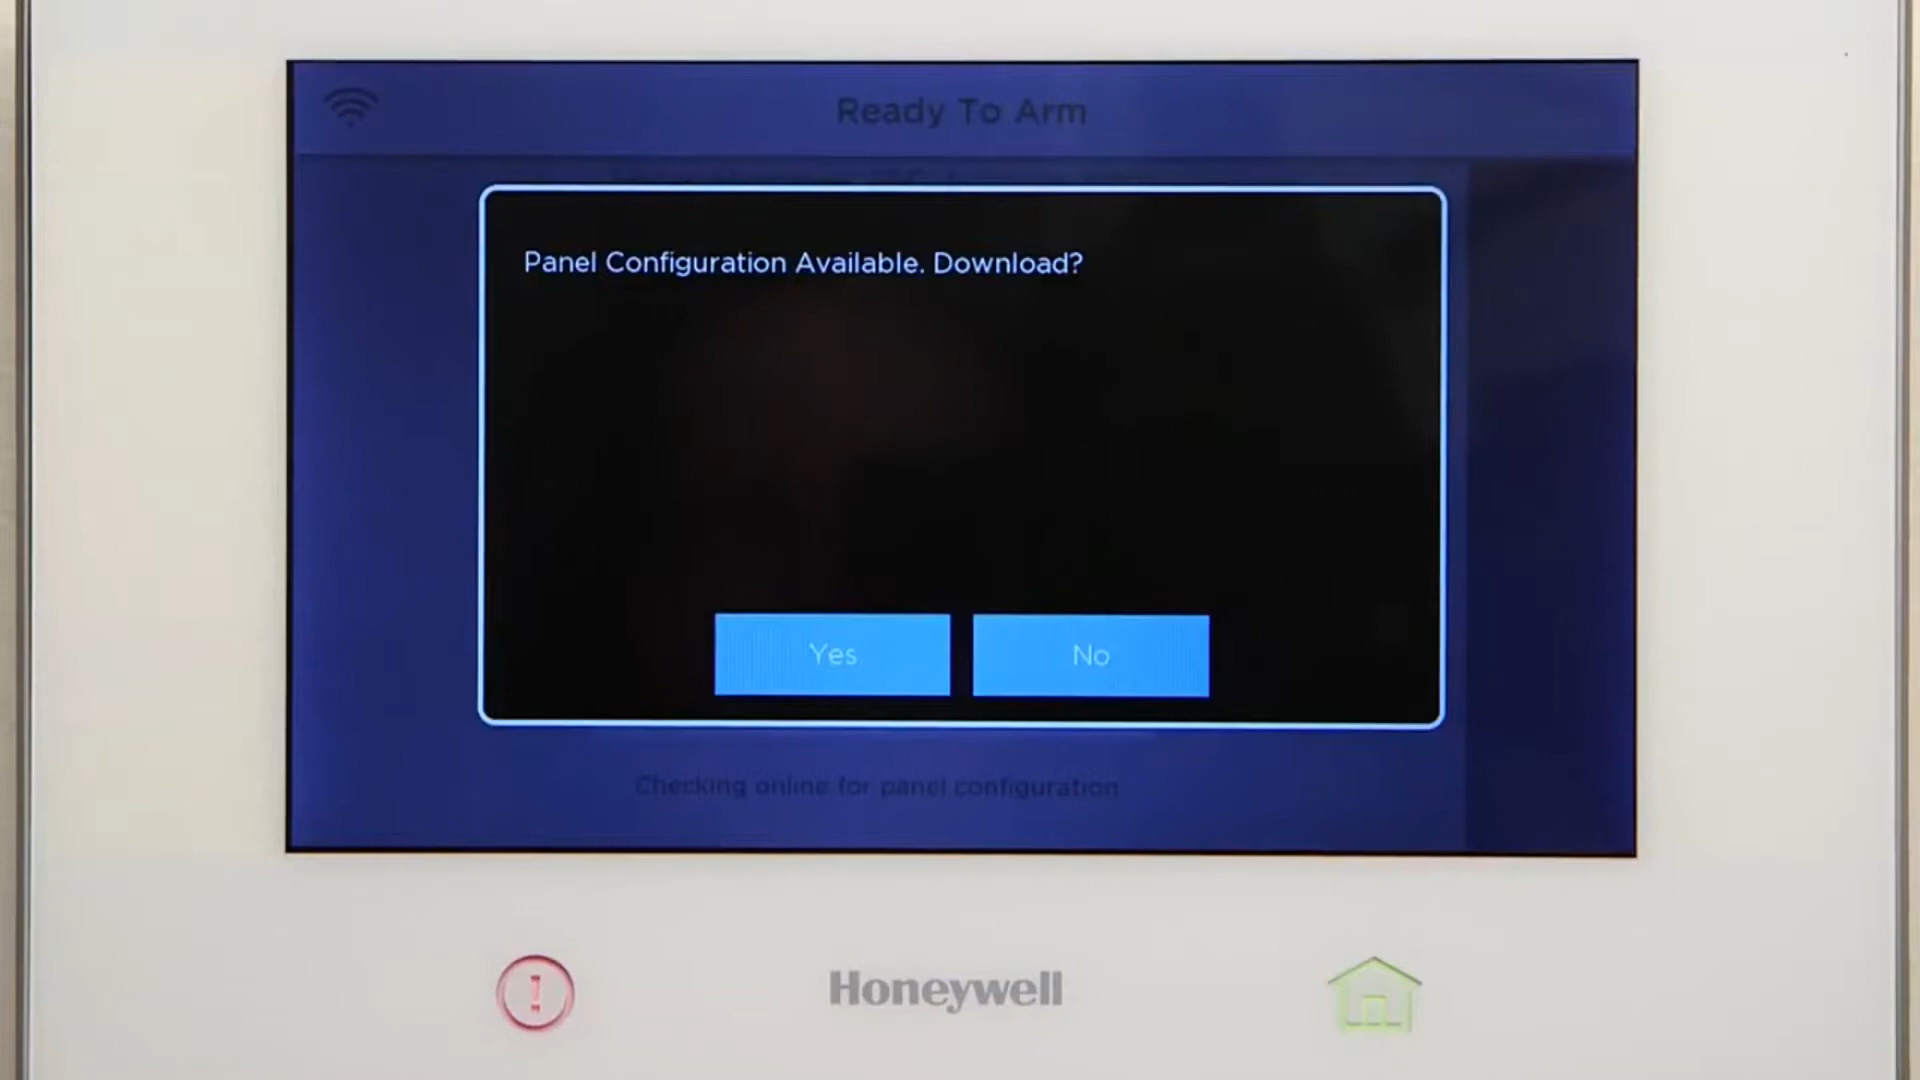 Ready To Arm
Panel Configuration Available. Download?
Yes
No
Checking online for panel configuration
!
Honeywell